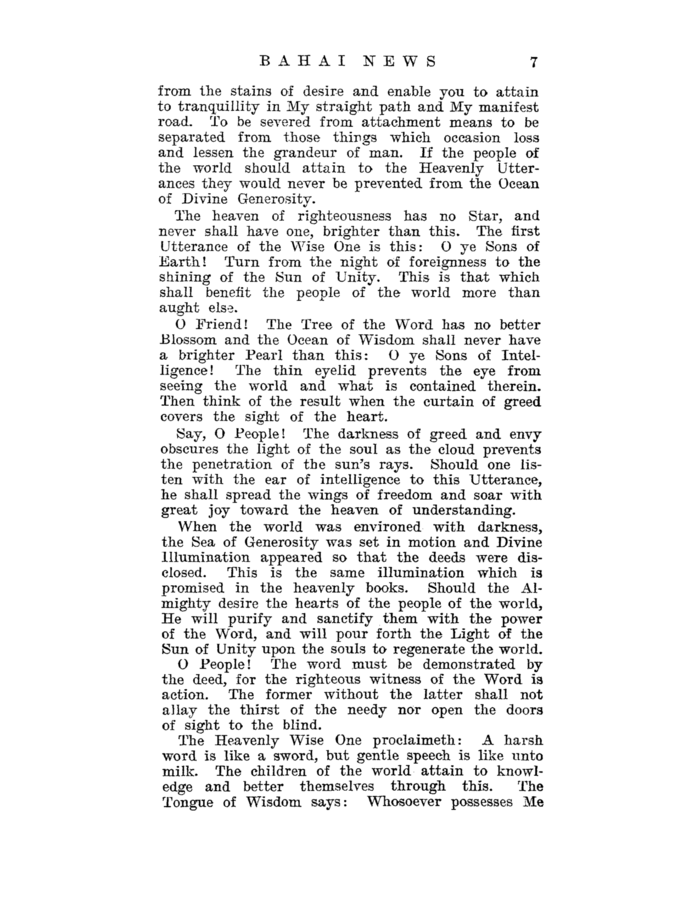 BAHAI NEWS 7
from the stains of desire and enable you to attain
to tranquillity in My straight path and My manifest
road. To be severed from attachment means to be
separated from those things which occasion loss
and lessen the grandeur of man. If the people of
the world should attain to the Heavenly Utter-
ances they would never be prevented from the Ocean
of Divine Generosity.
The heaven of righteousness has no Star, and
never shall have one, brighter than this. The first
Utterance of the Wise One is this: O ye Sons of
Earth! Turn from the night of foreignness to the
shining of the Sun of Unity. This is that which
shall benefit the people of the world more than
aught else.
O Friend! The Tree of the Word has no better
Blossom and the Ocean of Wisdom shall never have
a brighter Pearl than this: O ye Sons of Intel-
ligence! The thin eyelid prevents the eye from
seeing the world and what is contained therein.
Then think of the result when the curtain of greed
covers the sight of the heart.
Say, O People! The darkness of greed and envy
obscures the light of the soul as the cloud prevents
the penetration of the sun's rays. Should one lis-
ten with the ear of intelligence to this Utterance,
he shall spread the wings of freedom and soar with
great joy toward the heaven of understanding.
When the world was environed with darkness,
the Sea of Generosity was set in motion and Divine
Illumination appeared so that the deeds were dis-
closed. This is the same illumination which is
promised in the heavenly books. Should the Al-
mighty desire the hearts of the people of the world,
He will purify and sanctify them with the power
of the Word, and will pour forth the Light of the
Sun of Unity upon the souls to regenerate the world.
O People! The word must be demonstrated by
the deed, for the righteous witness of the Word is
action. The former without the latter shall not
allay the thirst of the needy nor open the doors
of sight to the blind.
The Heavenly Wise One proclaimeth: A harsh
word is like a sword, but gentle speech is like unto
milk. The children of the world attain to knowl-
edge and better themselves through this. The
Tongue of Wisdom says: Whosoever possesses Me